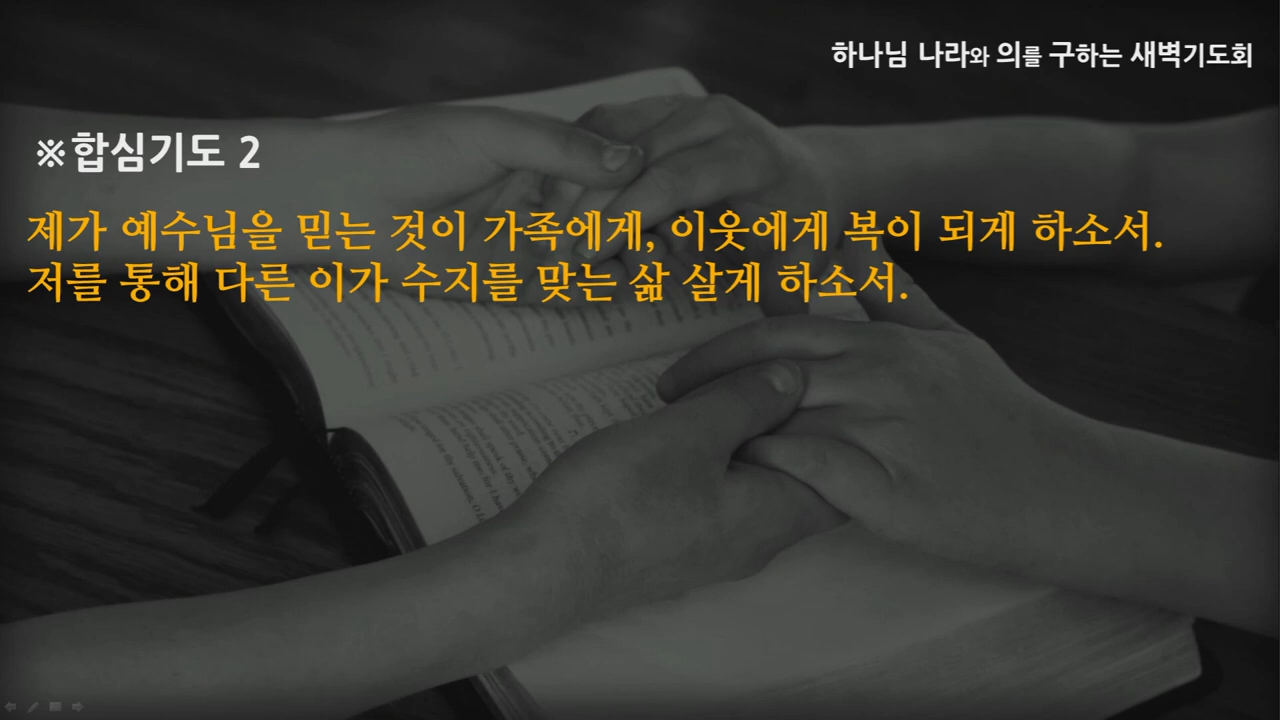 하나님 나라와 의를 구하는 새벽기도회
※합심기도 2
제가 예수님을 믿는 것이 가족에게, 이웃에게 복이 되게 하소서.
저를 통해 다른 이가 수지를 맞는 삶 살게 하소서.